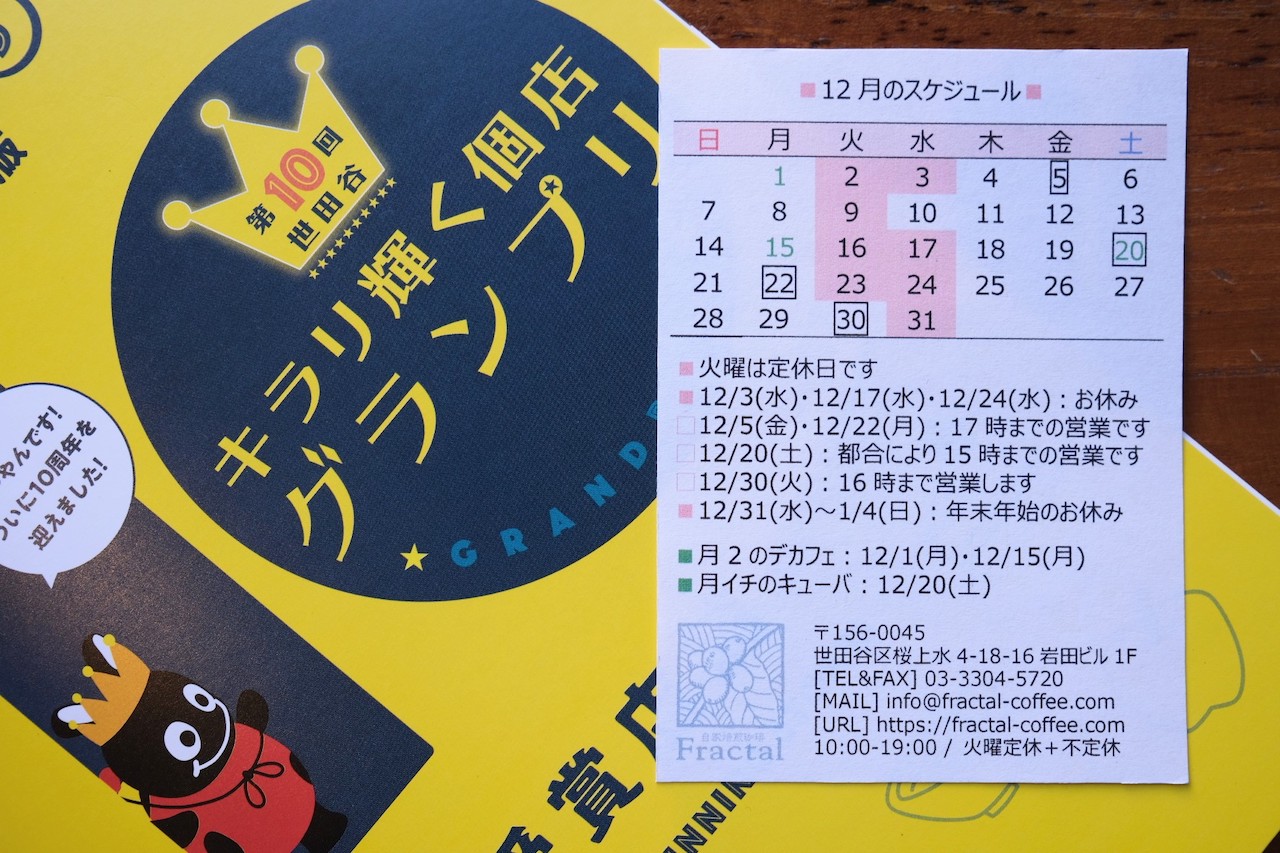 第10回
世田谷
キラリ輝く個店
グランプリ
GRAND
やんです!
ついに10周年を
迎えました!
賞店
12月のスケジュール
日 月 火 水 木 金 土
1 2 3 4 5 6
7 8 9 10 11 12 13
14 15 16 17 18 19 20
21 22 23 24 25 26 27
28 29 30 31
火曜は定休日です
12/3(水)・12/17(水)・12/24(水):お休み
12/5(金)・12/22(月):17時までの営業です
12/20(土):都合により15時までの営業です
12/30(火):16時まで営業します
12/31(水)～1/4(日):年末年始のお休み
月2のデカフェ:12/1(月)・12/15(月)
月イチのキューバ:12/20(土)
自家焙煎珈琲
Fractal
〒156-0045
世田谷区桜上水4-18-16 岩田ビル1F
[TEL&FAX] 03-3304-5720
[MAIL] info@fractal-coffee.com
[URL] https://fractal-coffee.com
10:00-19:00 / 火曜定休＋不定休